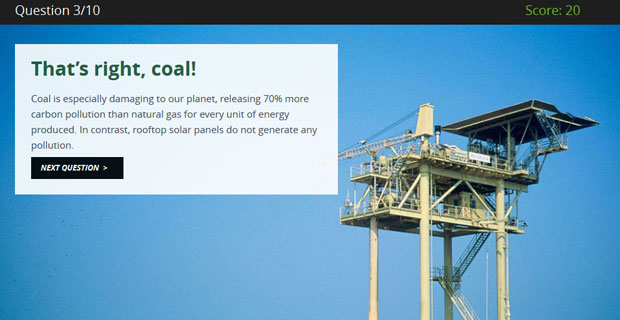 Question 3/10 Score: 20
That's right, coal!
Coal is especially damaging to our planet, releasing 70% more
carbon pollution than natural gas for every unit of energy
produced. In contrast, rooftop solar panels do not generate any
pollution.
NEXT QUESTION >